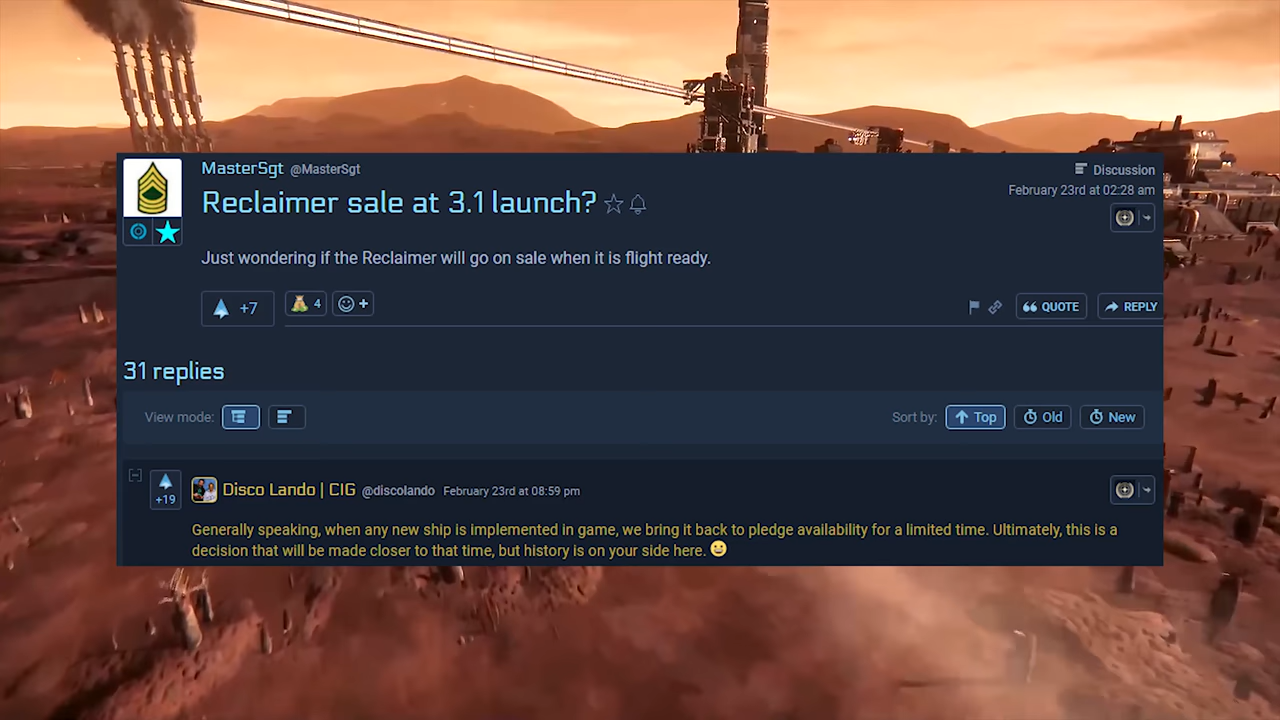 MasterSgt @MasterSgt
Discussion
Reclaimer sale at 3.1 launch?
February 23rd at 02:28 am
Just wondering if the Reclaimer will go on sale when it is flight ready.
+7
4
+
QUOTE
REPLY
31 replies
View mode:
Sort by:
Top
Old
New
[-]
+19
Disco Lando | CIG @discolando February 23rd at 08:59 pm
Generally speaking, when any new ship is implemented in game, we bring it back to pledge availability for a limited time. Ultimately, this is a
decision that will be made closer to that time, but history is on your side here. 😀